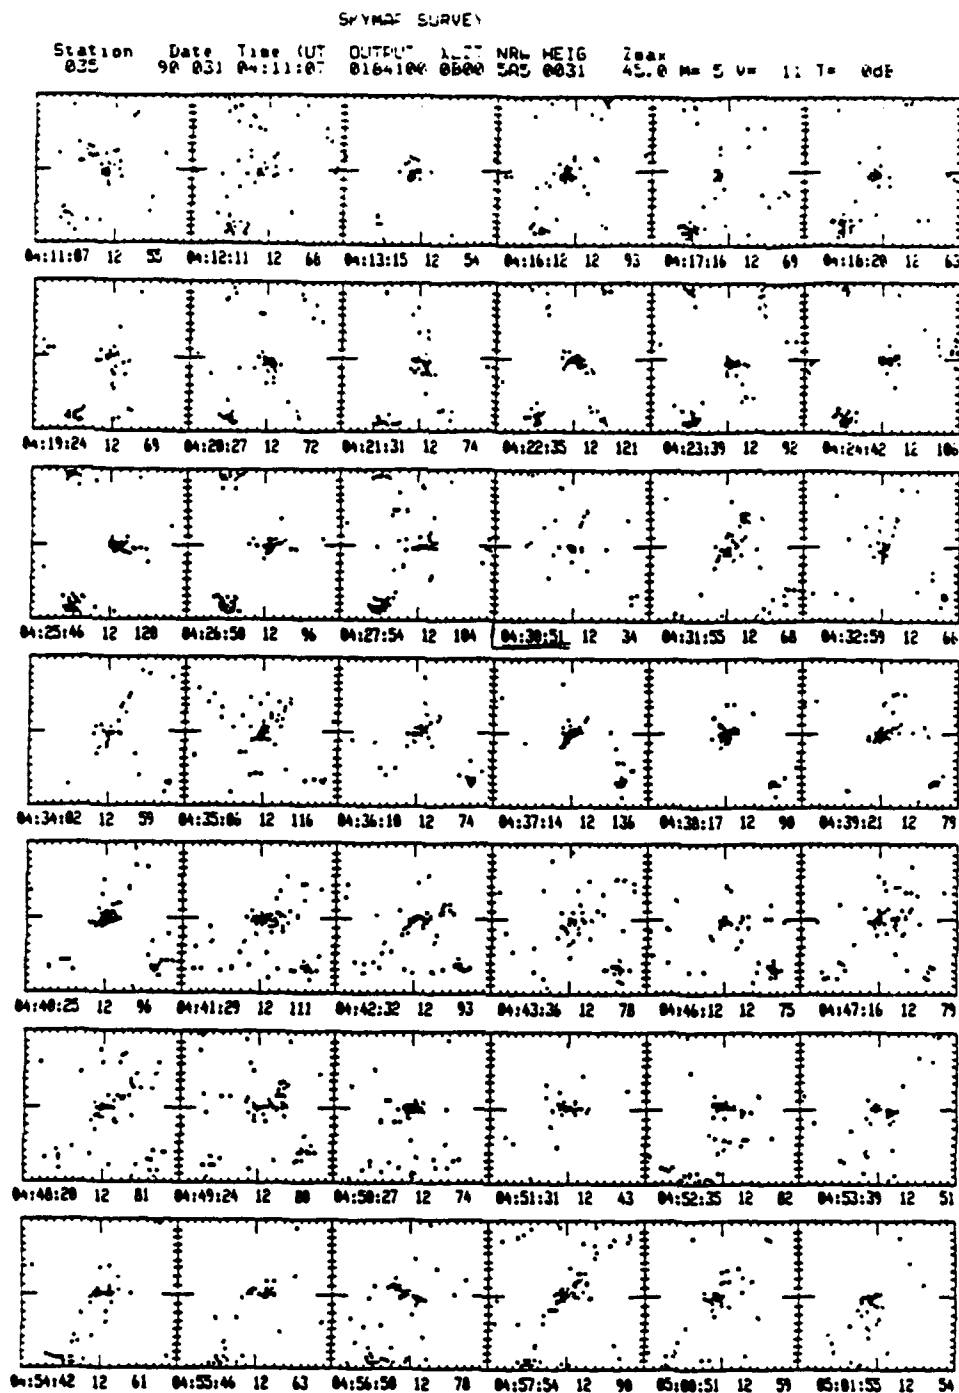 SKYMAP SURVEY
Station Date Time (UT OUTPUT NRW HEIG Zmax
035 90 031 04:11:07 0164100 0B00 5A5 0031 45.0 M= 5 V= 11 T= 0dB
04:11:07 12 55 04:12:11 12 66 04:13:15 12 54 04:16:12 12 93 04:17:16 12 69 04:18:20 12 63
04:19:24 12 69 04:20:27 12 72 04:21:31 12 74 04:22:35 12 121 04:23:39 12 92 04:24:42 12 106
04:25:46 12 120 04:26:50 12 96 04:27:54 12 104 04:30:51 12 34 04:31:55 12 68 04:32:59 12 66
04:34:02 12 59 04:35:06 12 116 04:36:10 12 74 04:37:14 12 136 04:38:17 12 90 04:39:21 12 79
04:40:25 12 96 04:41:29 12 111 04:42:32 12 93 04:43:36 12 78 04:46:12 12 75 04:47:16 12 79
04:48:20 12 81 04:49:24 12 80 04:50:27 12 74 04:51:31 12 43 04:52:35 12 82 04:53:39 12 51
04:54:42 12 61 04:55:46 12 63 04:56:50 12 78 04:57:54 12 90 05:00:51 12 59 05:01:55 12 54